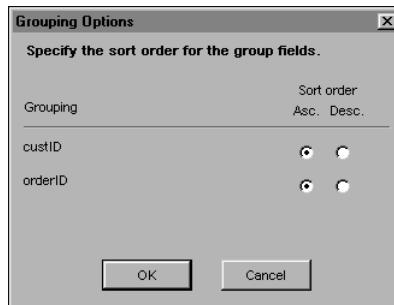 Grouping Options
Specify the sort order for the group fields.
Sort order
Grouping Asc. Desc.
custID
orderID
OK Cancel